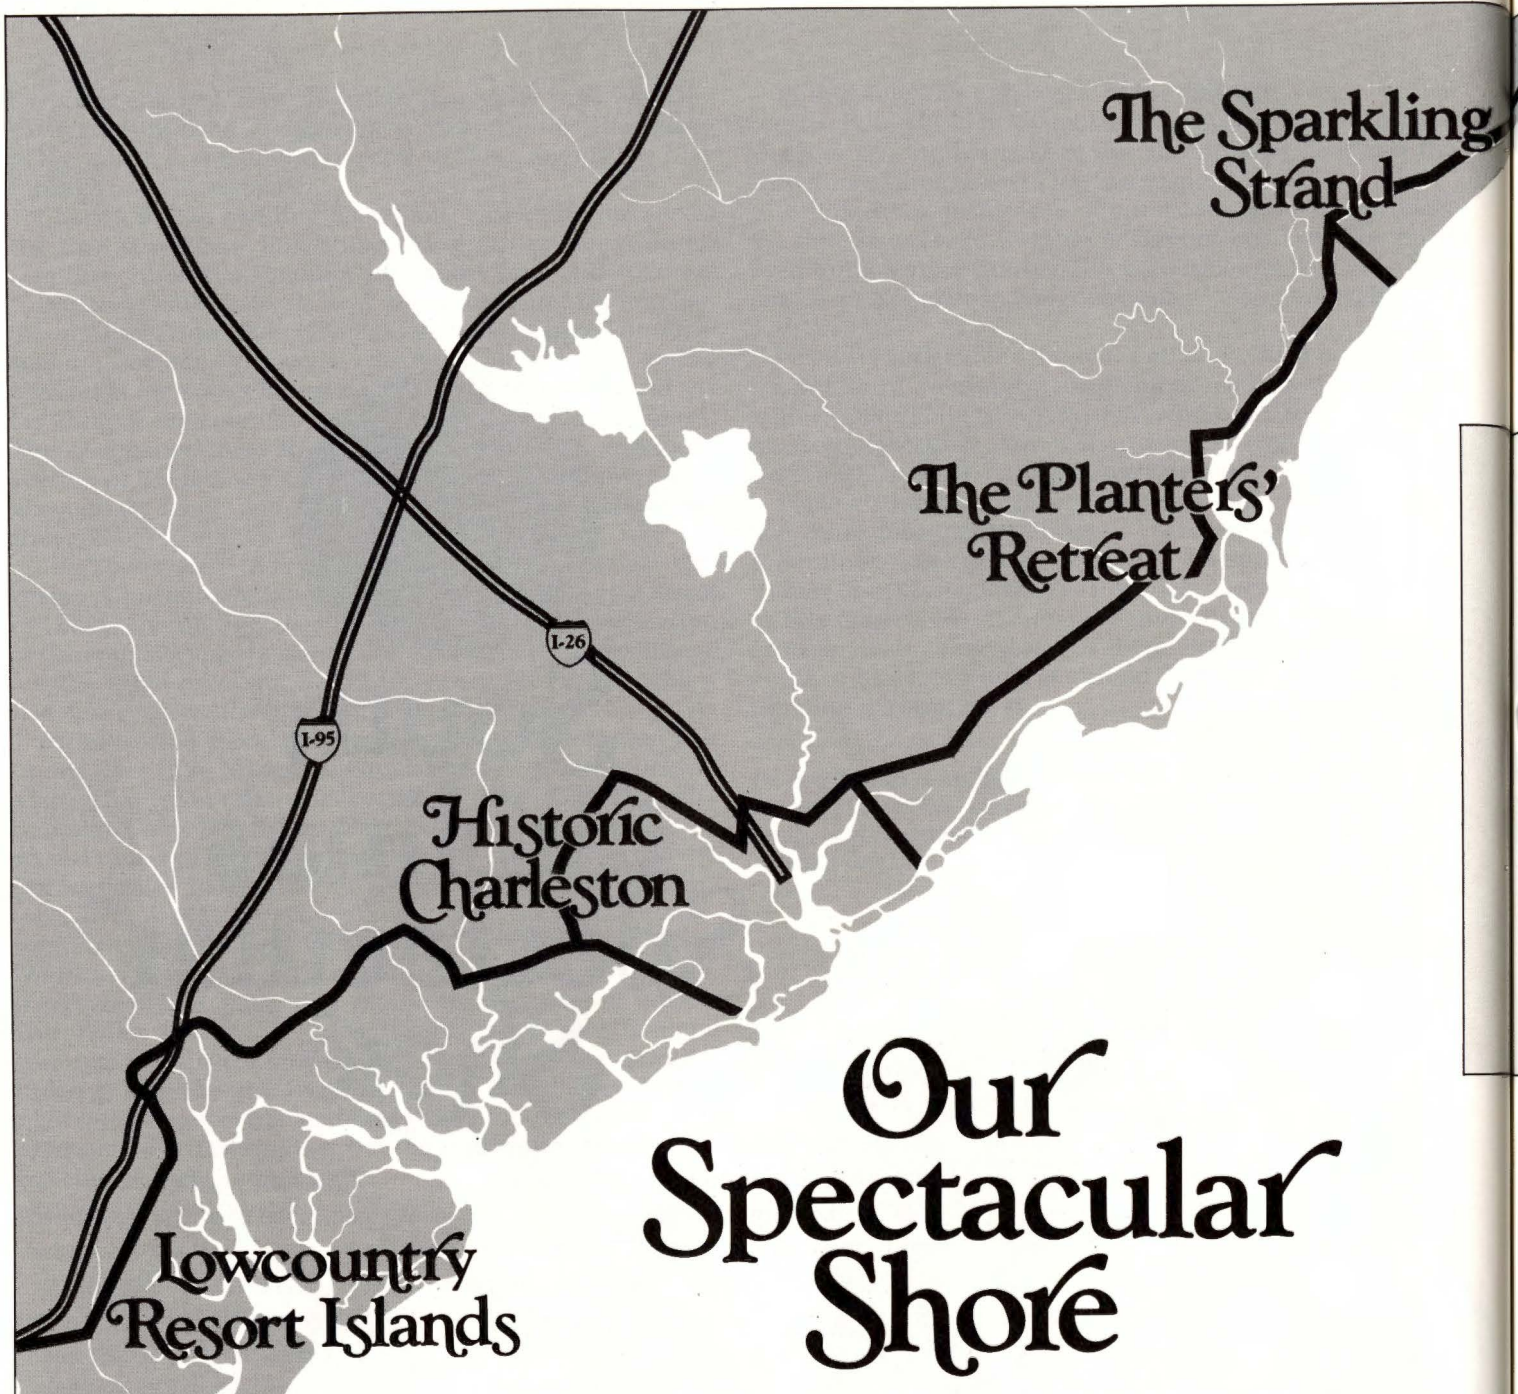 The Sparkling
Strand
The Planters'
Retreat
I-26
I-95
Historic
Charleston
Our
Spectacular
Shore
Lowcountry
Resort Islands